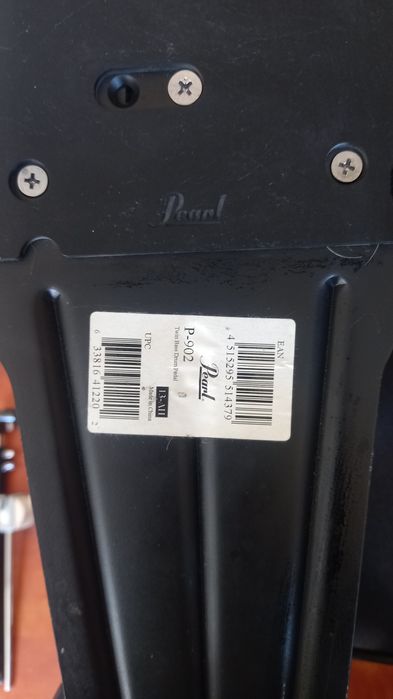 Pearl
EAN
4 515295 514379
Pearl
P-902
Twin Bass Drum Pedal
13-A11
Made in China
UPC
6 33816 41220 2